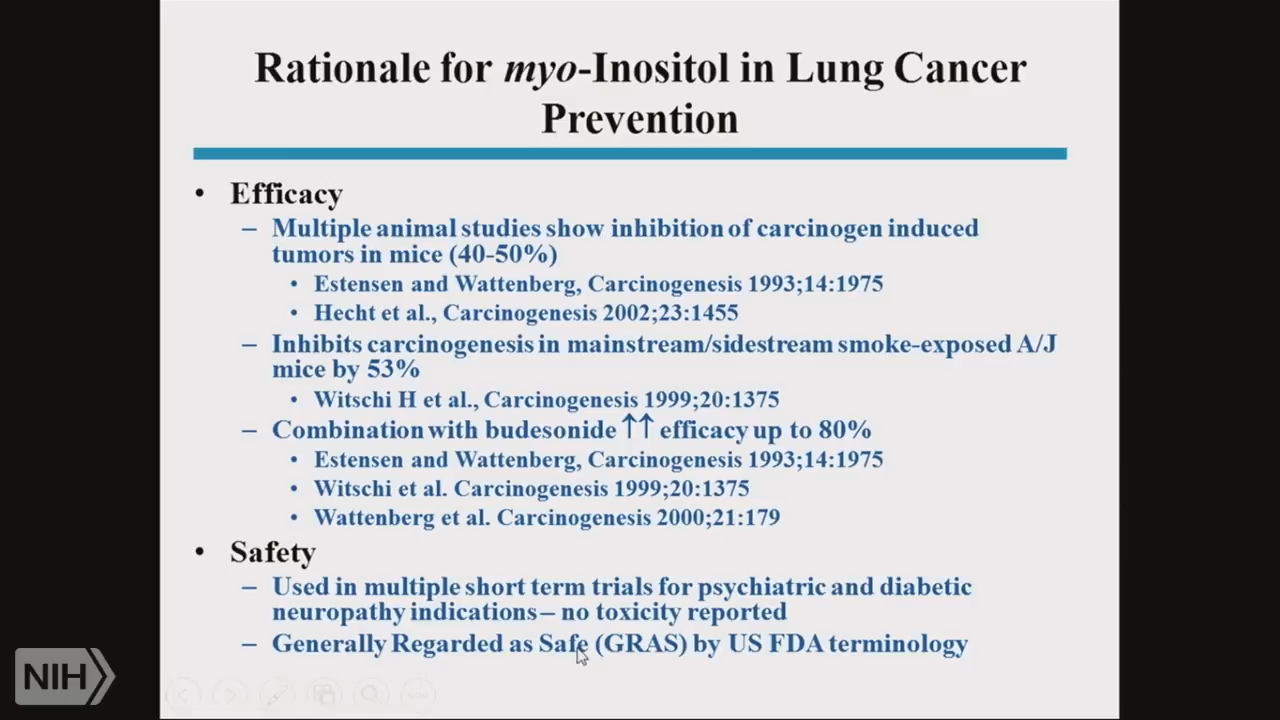 Rationale for myo-Inositol in Lung Cancer
Prevention
• Efficacy
– Multiple animal studies show inhibition of carcinogen induced
tumors in mice (40-50%)
• Estensen and Wattenberg, Carcinogenesis 1993;14:1975
• Hecht et al., Carcinogenesis 2002;23:1455
– Inhibits carcinogenesis in mainstream/sidestream smoke-exposed A/J
mice by 53%
• Witschi H et al., Carcinogenesis 1999;20:1375
– Combination with budesonide ↑↑ efficacy up to 80%
• Estensen and Wattenberg, Carcinogenesis 1993;14:1975
• Witschi et al. Carcinogenesis 1999;20:1375
• Wattenberg et al. Carcinogenesis 2000;21:179
• Safety
– Used in multiple short term trials for psychiatric and diabetic
neuropathy indications – no toxicity reported
– Generally Regarded as Safe (GRAS) by US FDA terminology
NIH